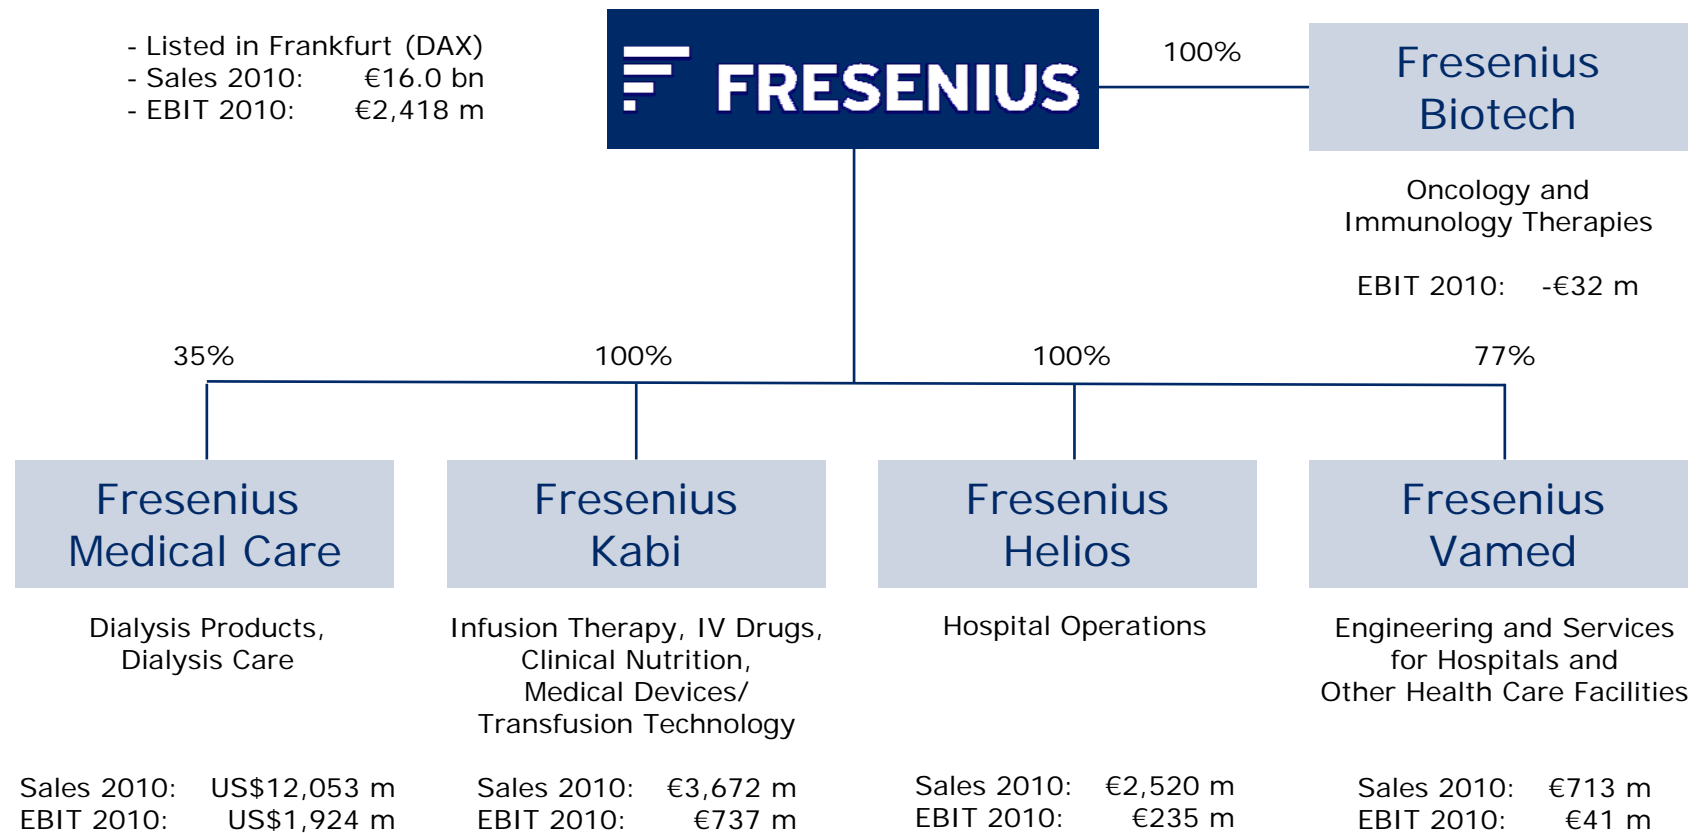 - Listed in Frankfurt (DAX)
- Sales 2010: €16.0 bn
- EBIT 2010: €2,418 m
FRESENIUS
100%
Fresenius
Biotech
Oncology and
Immunology Therapies
EBIT 2010: -€32 m
35%
100%
100%
77%
Fresenius
Medical Care
Dialysis Products,
Dialysis Care
Sales 2010: US$12,053 m
EBIT 2010: US$1,924 m
Fresenius
Kabi
Infusion Therapy, IV Drugs,
Clinical Nutrition,
Medical Devices/
Transfusion Technology
Sales 2010: €3,672 m
EBIT 2010: €737 m
Fresenius
Helios
Hospital Operations
Sales 2010: €2,520 m
EBIT 2010: €235 m
Fresenius
Vamed
Engineering and Services
for Hospitals and
Other Health Care Facilities
Sales 2010: €713 m
EBIT 2010: €41 m